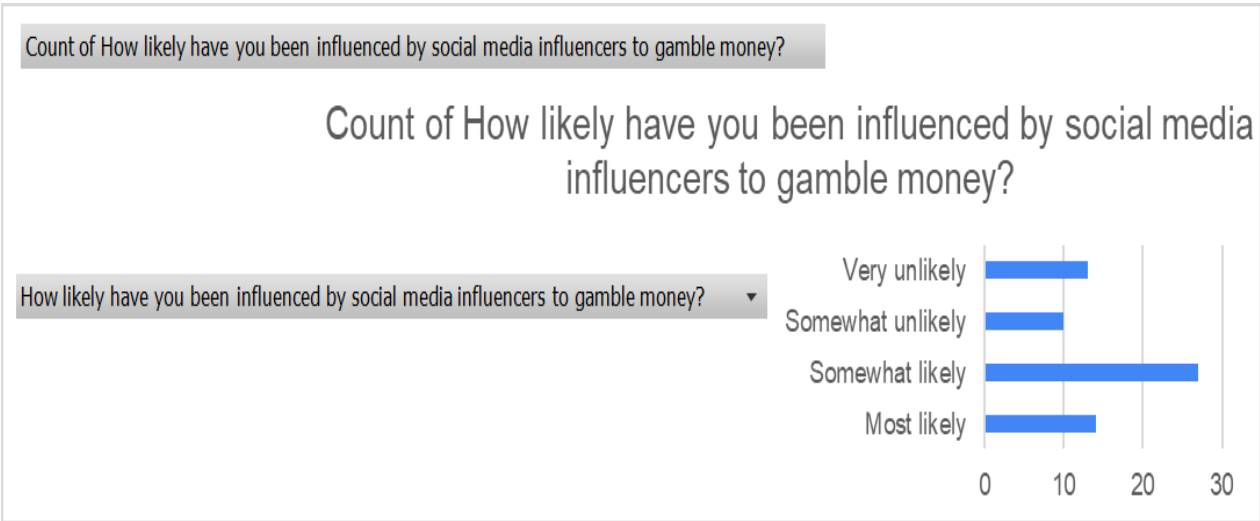 Count of How likely have you been influenced by social media influencers to gamble money?
Count of How likely have you been influenced by social media
influencers to gamble money?
How likely have you been influenced by social media influencers to gamble money?
Very unlikely
Somewhat unlikely
Somewhat likely
Most likely
0 10 20 30